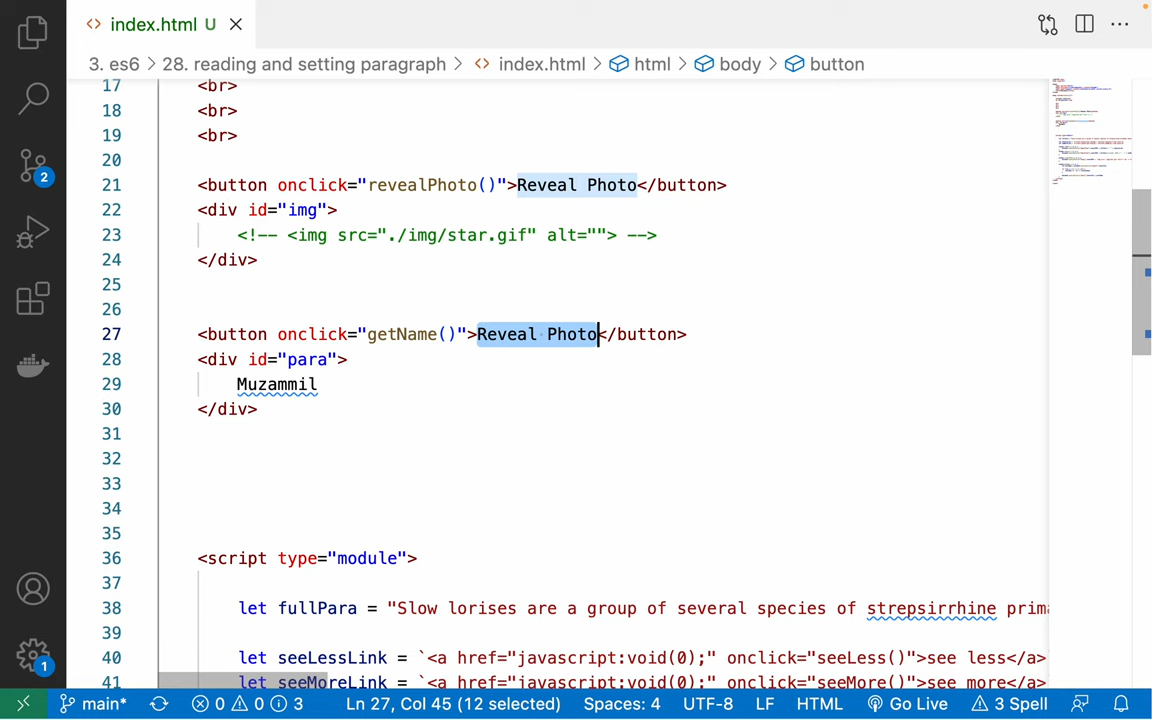 index.html U
3. es6 > 28. reading and setting paragraph > index.html > html > body > button
17 <br>
18 <br>
19 <br>
20
21 <button onclick="revealPhoto()">Reveal Photo</button>
22 <div id="img">
23 <!-- <img src="./img/star.gif" alt=""> -->
24 </div>
25
26
27 <button onclick="getName()">Reveal Photo</button>
28 <div id="para">
29 Muzammil
30 </div>
31
32
33
34
35
36 <script type="module">
37
38 let fullPara = "Slow lorises are a group of several species of strepsirrhine prima
39
40 let seeLessLink = `<a href="javascript:void(0);" onclick="seeLess()">see less</a>
41 let seeMoreLink = `<a href="javascript:void(0);" onclick="seeMore()">see more</a>
2
1
main* 0 0 3 Ln 27, Col 45 (12 selected) Spaces: 4 UTF-8 LF HTML Go Live 3 Spell